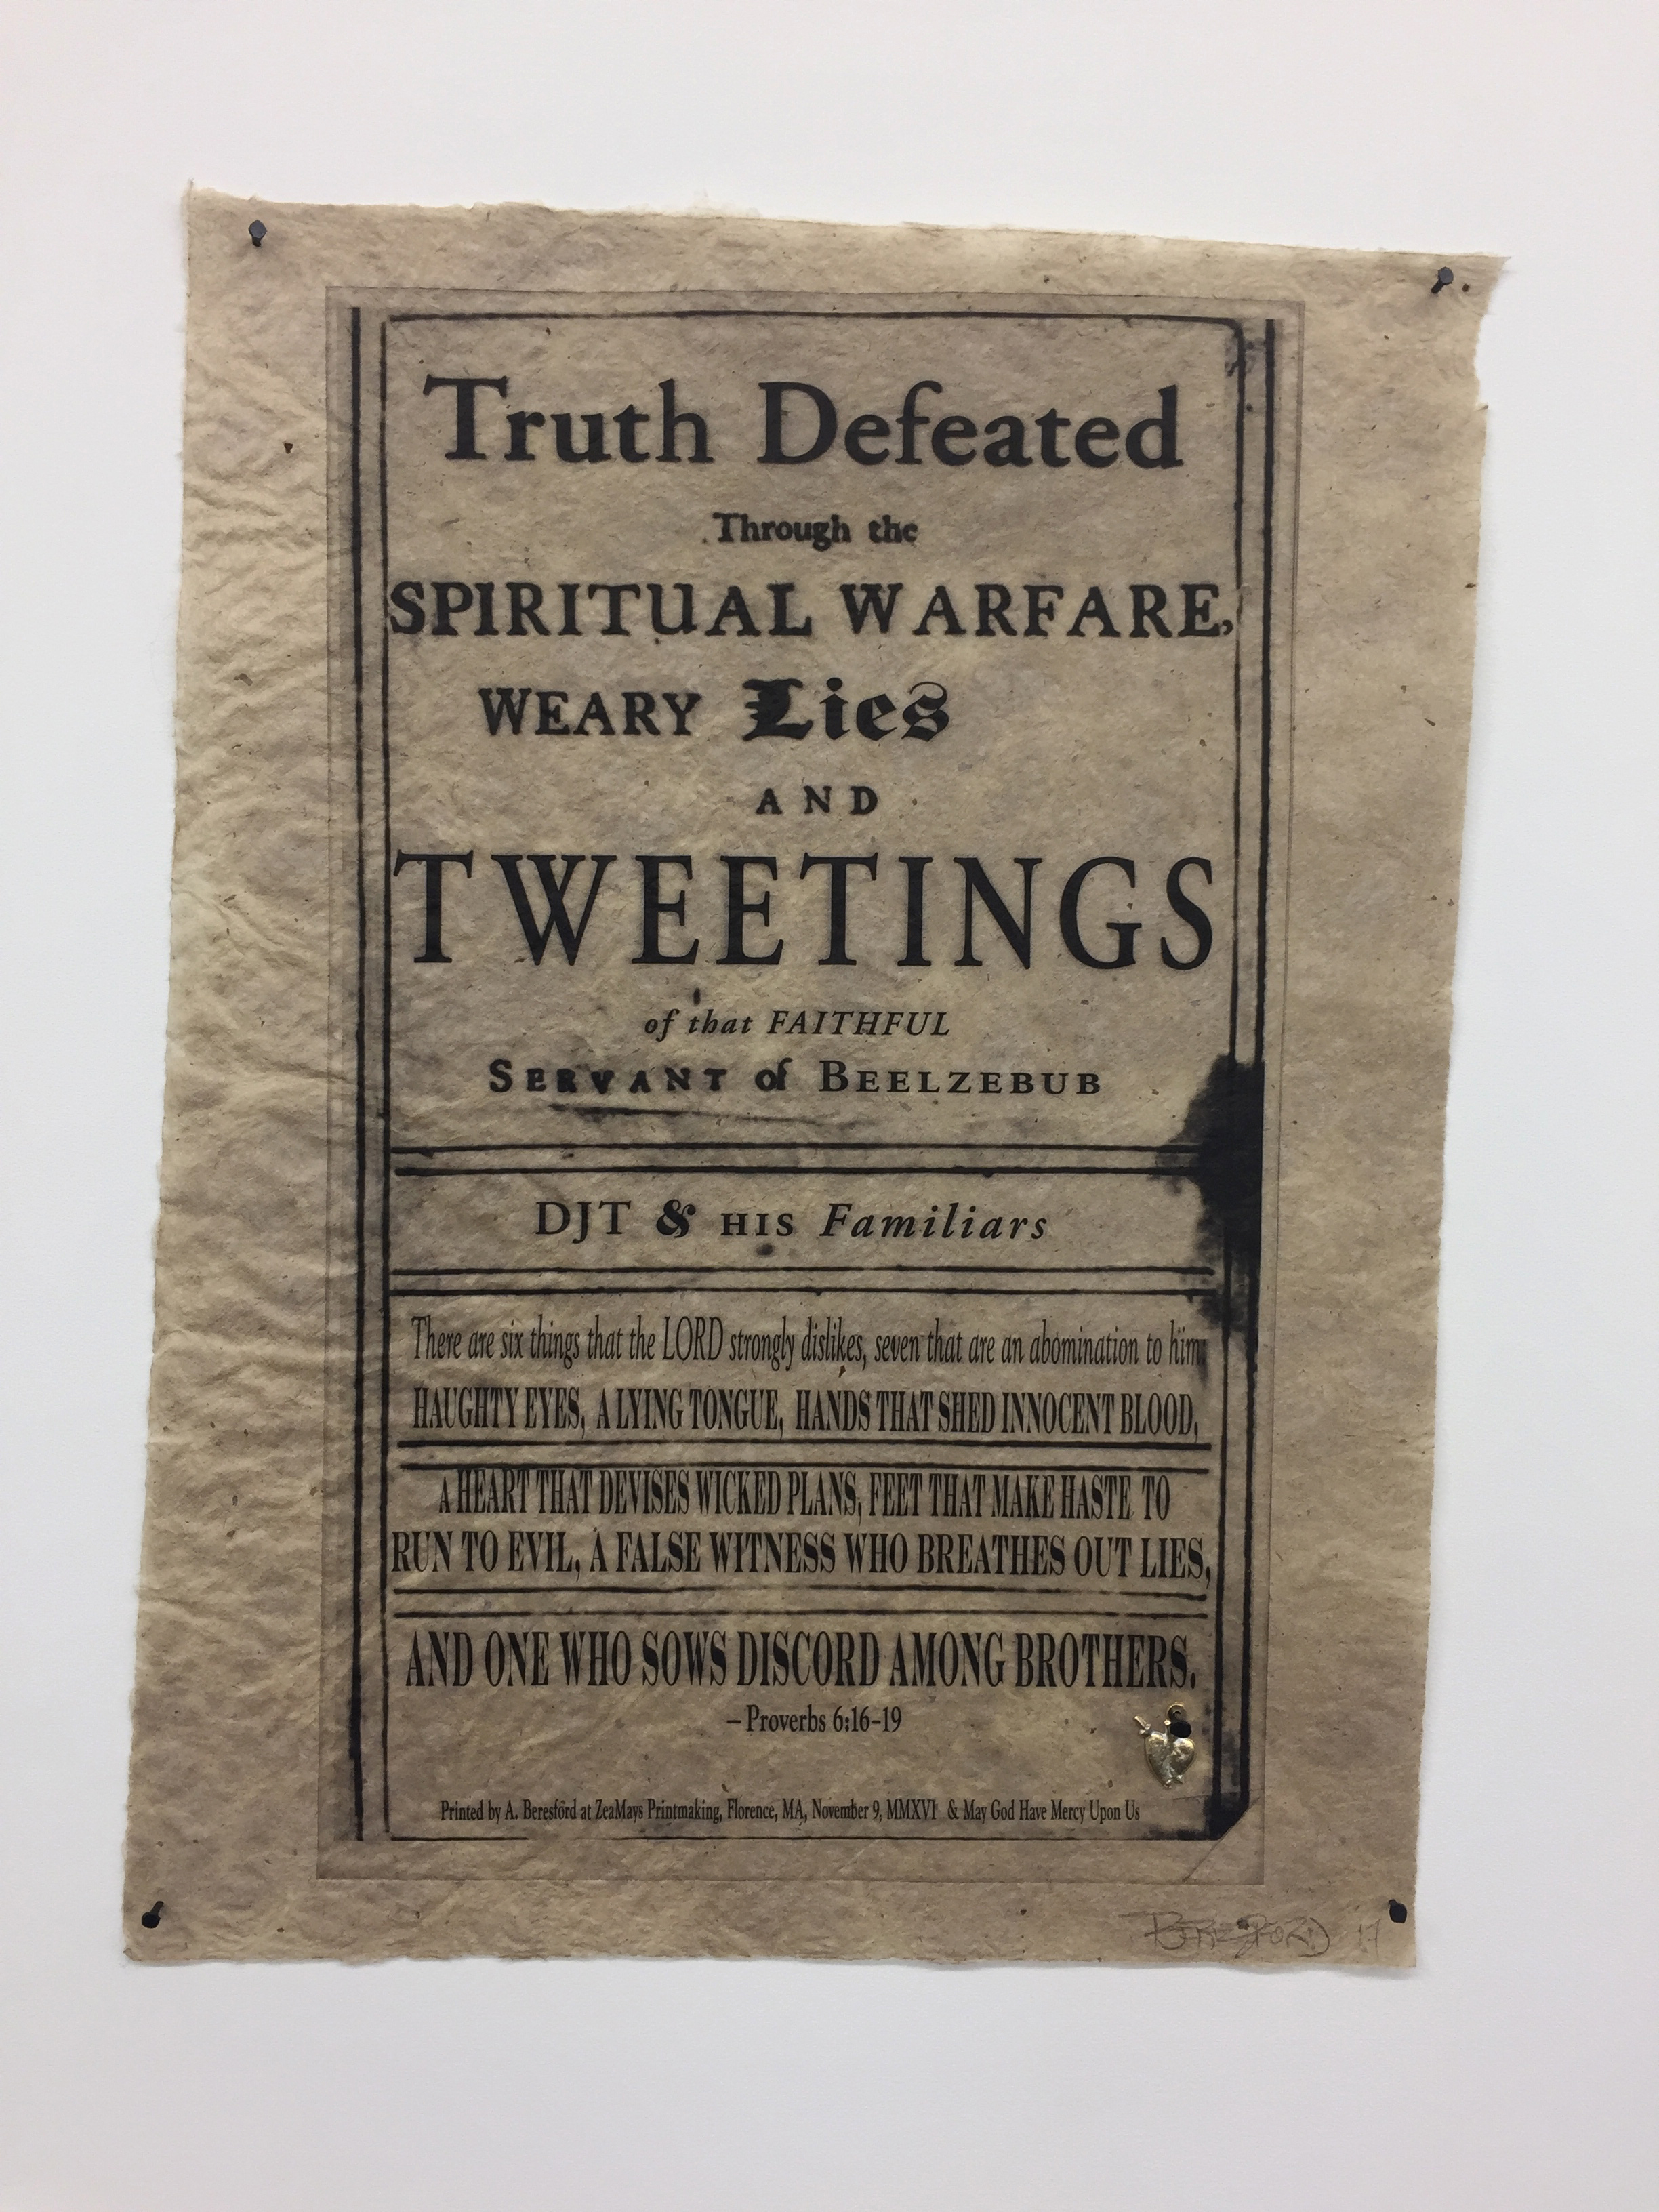 Truth Defeated
Through the
SPIRITUAL WARFARE,
WEARY Lies
AND
TWEETINGS
of that FAITHFUL
SERVANT of BEELZEBUB
DJT & HIS Familiars
There are six things that the LORD strongly dislikes, seven that are an abomination to him
HAUGHTY EYES, A LYING TONGUE, HANDS THAT SHED INNOCENT BLOOD,
A HEART THAT DEVISES WICKED PLANS, FEET THAT MAKE HASTE TO
RUN TO EVIL, A FALSE WITNESS WHO BREATHES OUT LIES,
AND ONE WHO SOWS DISCORD AMONG BROTHERS.
– Proverbs 6:16–19
Printed by A. Beresford at ZeaMays Printmaking, Florence, MA, November 9, MMXVI & May God Have Mercy Upon Us
BERESFORD 17